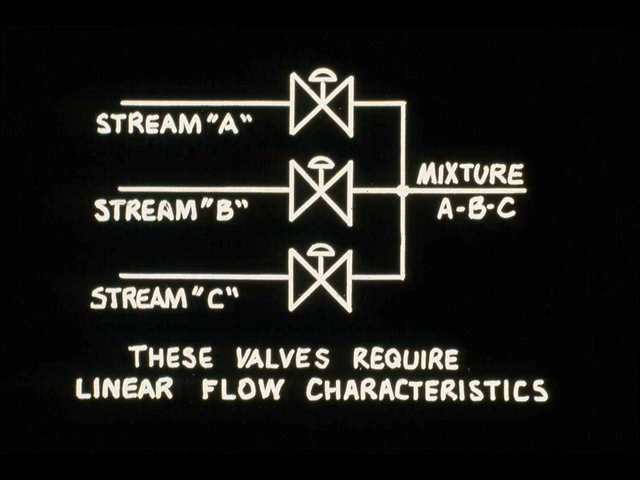 STREAM "A"
STREAM "B"
STREAM "C"
MIXTURE
A-B-C
THESE VALVES REQUIRE
LINEAR FLOW CHARACTERISTICS